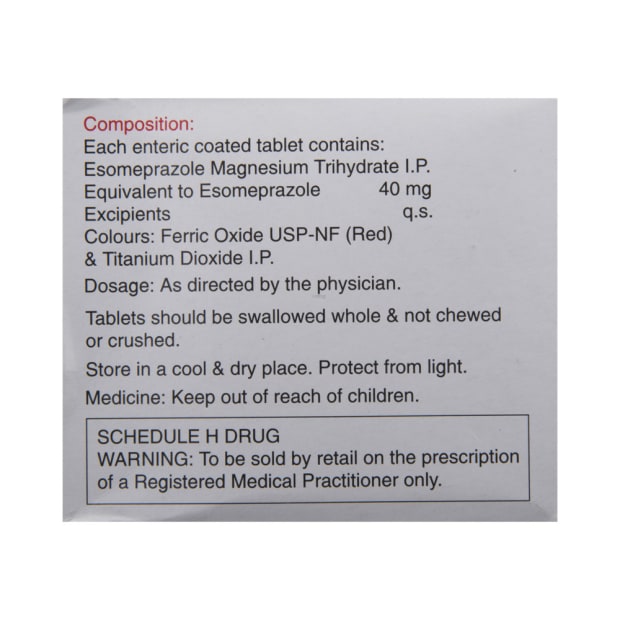 Composition:
Each enteric coated tablet contains:
Esomeprazole Magnesium Trihydrate I.P.
Equivalent to Esomeprazole 40 mg
Excipients q.s.
Colours: Ferric Oxide USP-NF (Red)
& Titanium Dioxide I.P.
Dosage: As directed by the physician.
Tablets should be swallowed whole & not chewed
or crushed.
Store in a cool & dry place. Protect from light.
Medicine: Keep out of reach of children.
SCHEDULE H DRUG
WARNING: To be sold by retail on the prescription
of a Registered Medical Practitioner only.